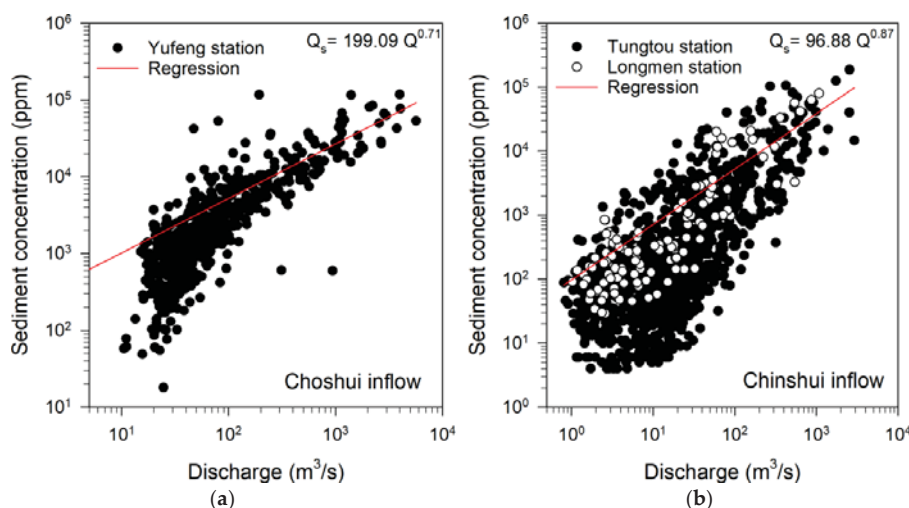 Q_s = 199.09 Q^0.71
Yufeng station
Regression
Sediment concentration (ppm)
10^6
10^5
10^4
10^3
10^2
10^1
Choshui inflow
10^1 10^2 10^3 10^4
Discharge (m^3/s)
(a)
Q_s = 96.88 Q^0.87
Tungtou station
Longmen station
Regression
Sediment concentration (ppm)
10^6
10^5
10^4
10^3
10^2
10^1
10^0
Chinshui inflow
10^0 10^1 10^2 10^3 10^4
Discharge (m^3/s)
(b)